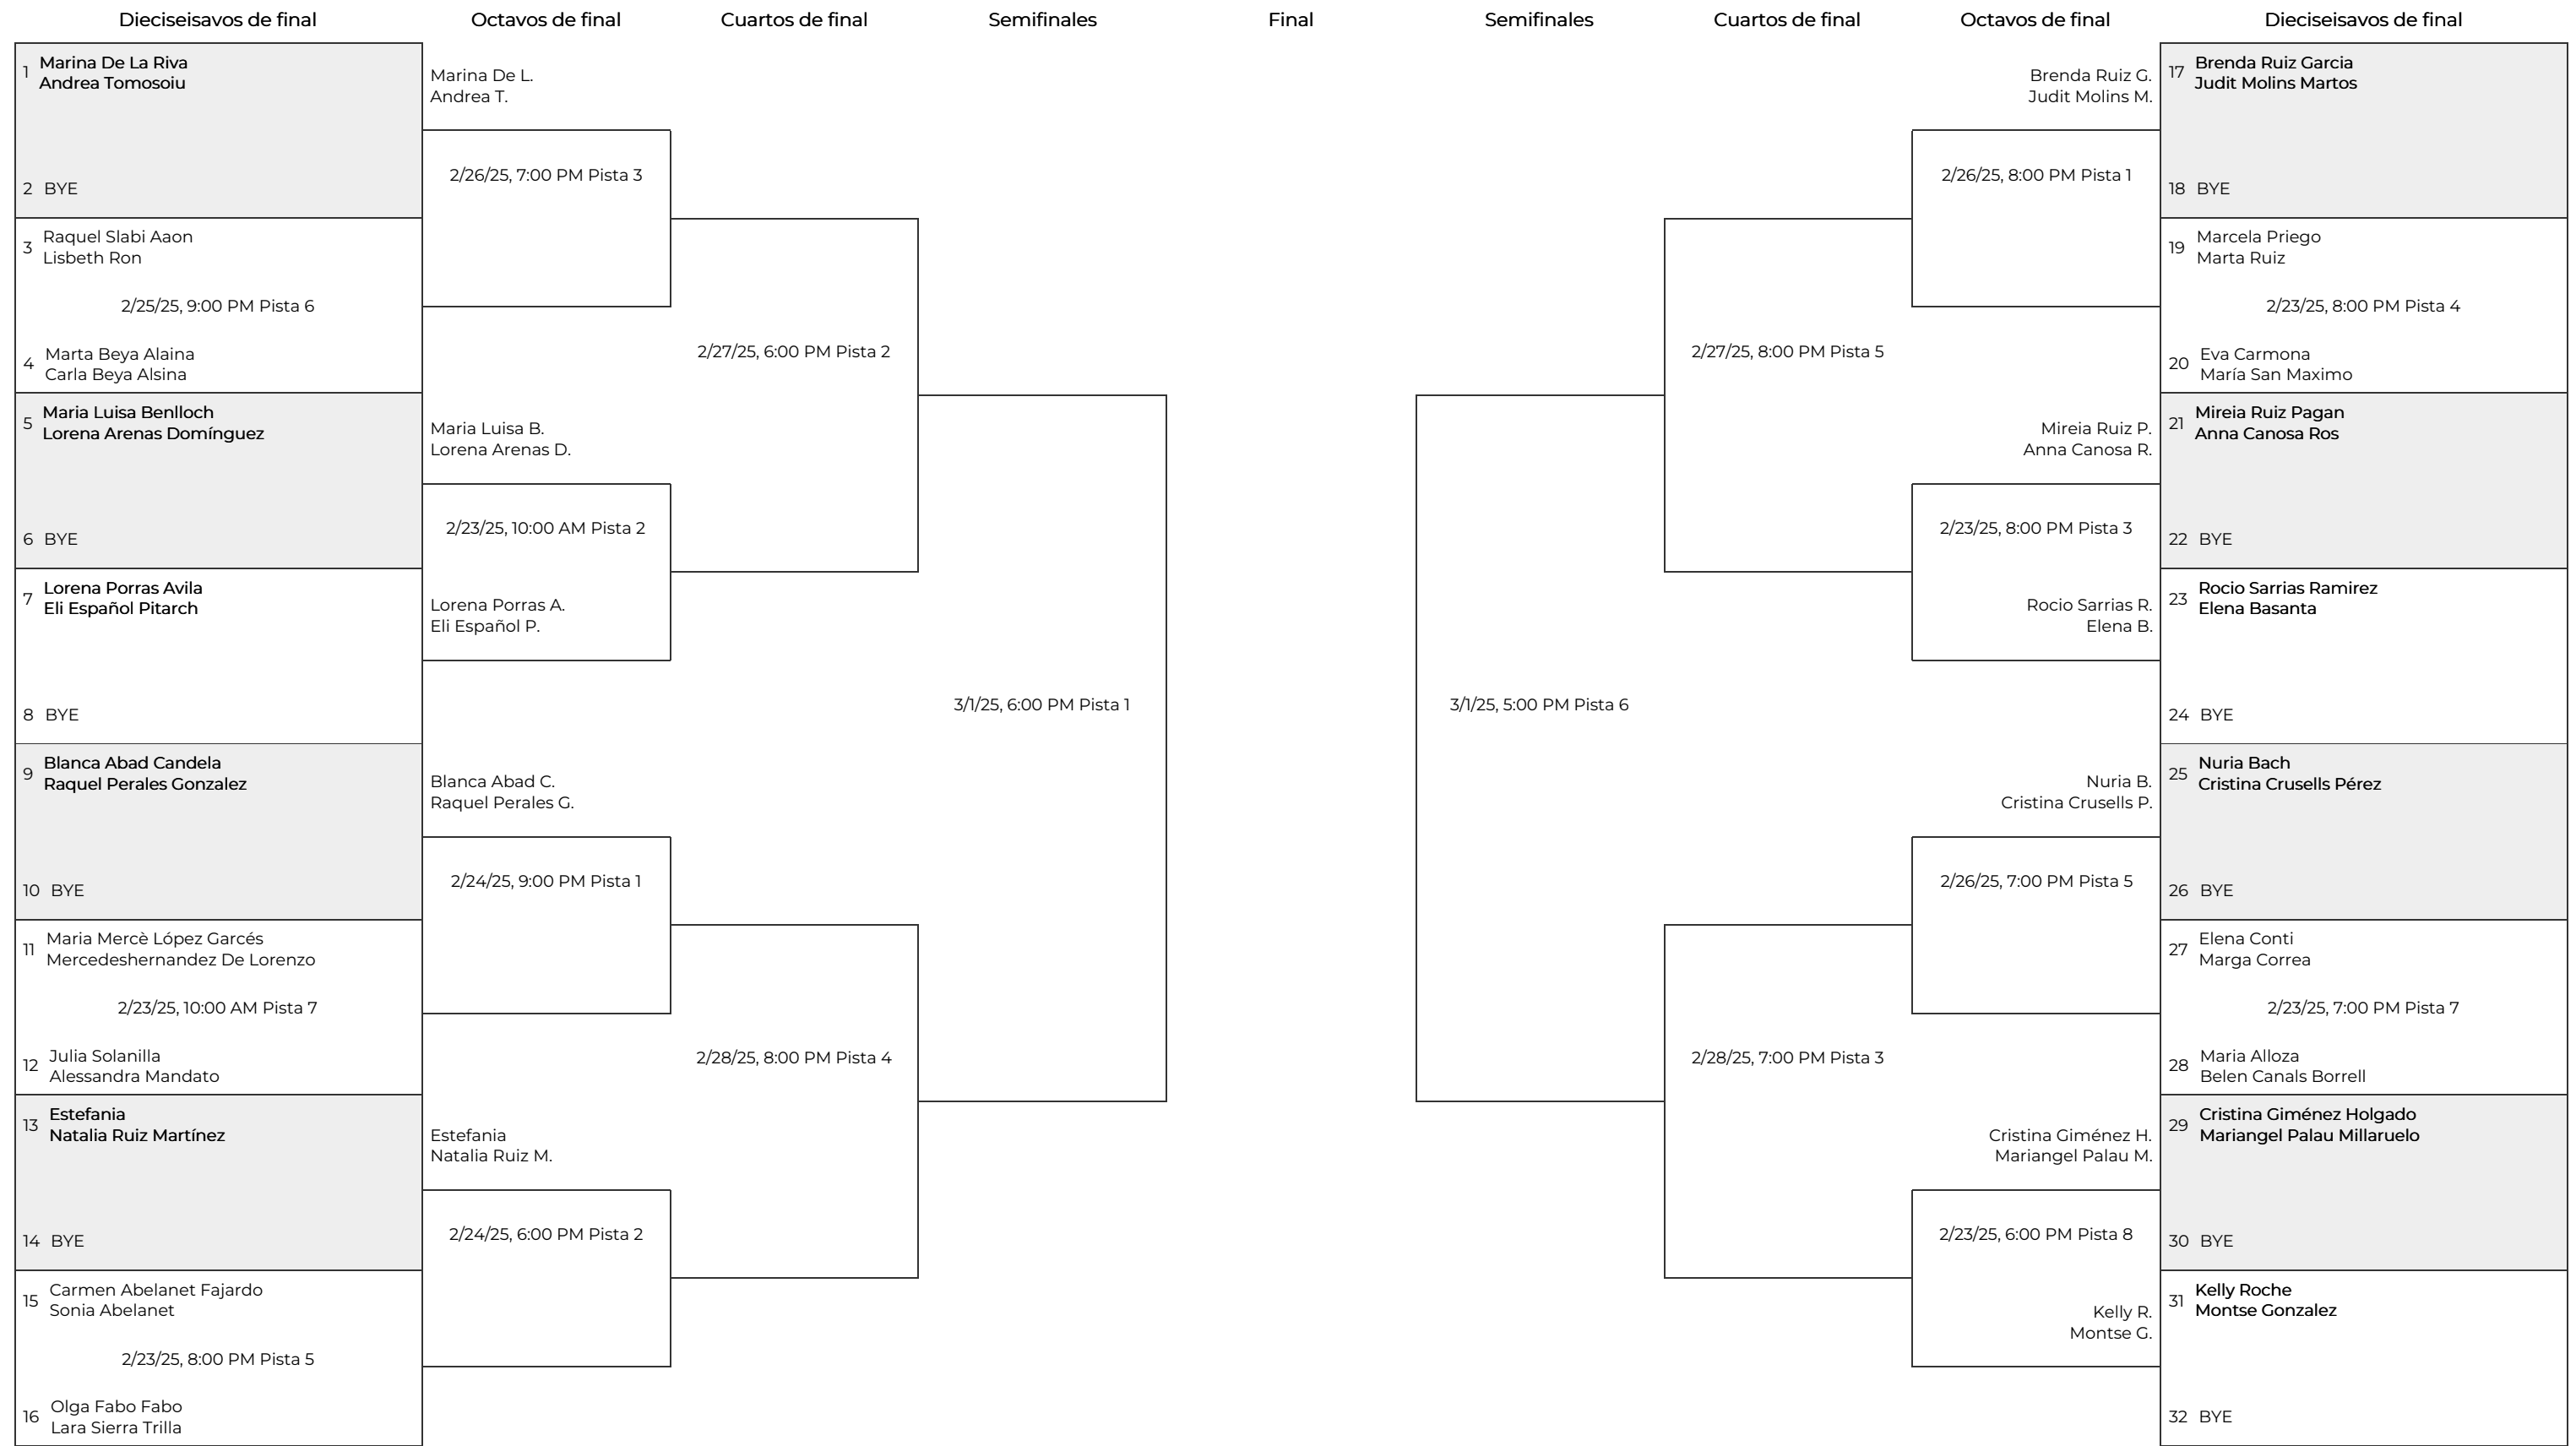 Dieciseisavos de final
Octavos de final
Cuartos de final
Semifinales
Final
Semifinales
Cuartos de final
Octavos de final
Dieciseisavos de final
1
Marina De La Riva
Andrea Tomosoiu
2 BYE
3
Raquel Slabi Aaon
Lisbeth Ron
2/25/25, 9:00 PM Pista 6
4
Marta Beya Alaina
Carla Beya Alsina
5
Maria Luisa Benlloch
Lorena Arenas Domínguez
6 BYE
7
Lorena Porras Avila
Eli Español Pitarch
8 BYE
9
Blanca Abad Candela
Raquel Perales Gonzalez
10 BYE
11
Maria Mercè López Garcés
Mercedeshernandez De Lorenzo
2/23/25, 10:00 AM Pista 7
12
Julia Solanilla
Alessandra Mandato
13
Estefania
Natalia Ruiz Martínez
14 BYE
15
Carmen Abelanet Fajardo
Sonia Abelanet
2/23/25, 8:00 PM Pista 5
16
Olga Fabo Fabo
Lara Sierra Trilla
Marina De L.
Andrea T.
2/26/25, 7:00 PM Pista 3
Maria Luisa B.
Lorena Arenas D.
2/23/25, 10:00 AM Pista 2
Lorena Porras A.
Eli Español P.
Blanca Abad C.
Raquel Perales G.
2/24/25, 9:00 PM Pista 1
Estefania
Natalia Ruiz M.
2/24/25, 6:00 PM Pista 2
2/27/25, 6:00 PM Pista 2
2/28/25, 8:00 PM Pista 4
3/1/25, 6:00 PM Pista 1
3/1/25, 5:00 PM Pista 6
2/27/25, 8:00 PM Pista 5
2/28/25, 7:00 PM Pista 3
Brenda Ruiz G.
Judit Molins M.
2/26/25, 8:00 PM Pista 1
Mireia Ruiz P.
Anna Canosa R.
2/23/25, 8:00 PM Pista 3
Rocio Sarrias R.
Elena B.
Nuria B.
Cristina Crusells P.
2/26/25, 7:00 PM Pista 5
Cristina Giménez H.
Mariangel Palau M.
2/23/25, 6:00 PM Pista 8
Kelly R.
Montse G.
17
Brenda Ruiz Garcia
Judit Molins Martos
18 BYE
19
Marcela Priego
Marta Ruiz
2/23/25, 8:00 PM Pista 4
20
Eva Carmona
María San Maximo
21
Mireia Ruiz Pagan
Anna Canosa Ros
22 BYE
23
Rocio Sarrias Ramirez
Elena Basanta
24 BYE
25
Nuria Bach
Cristina Crusells Pérez
26 BYE
27
Elena Conti
Marga Correa
2/23/25, 7:00 PM Pista 7
28
Maria Alloza
Belen Canals Borrell
29
Cristina Giménez Holgado
Mariangel Palau Millaruelo
30 BYE
31
Kelly Roche
Montse Gonzalez
32 BYE